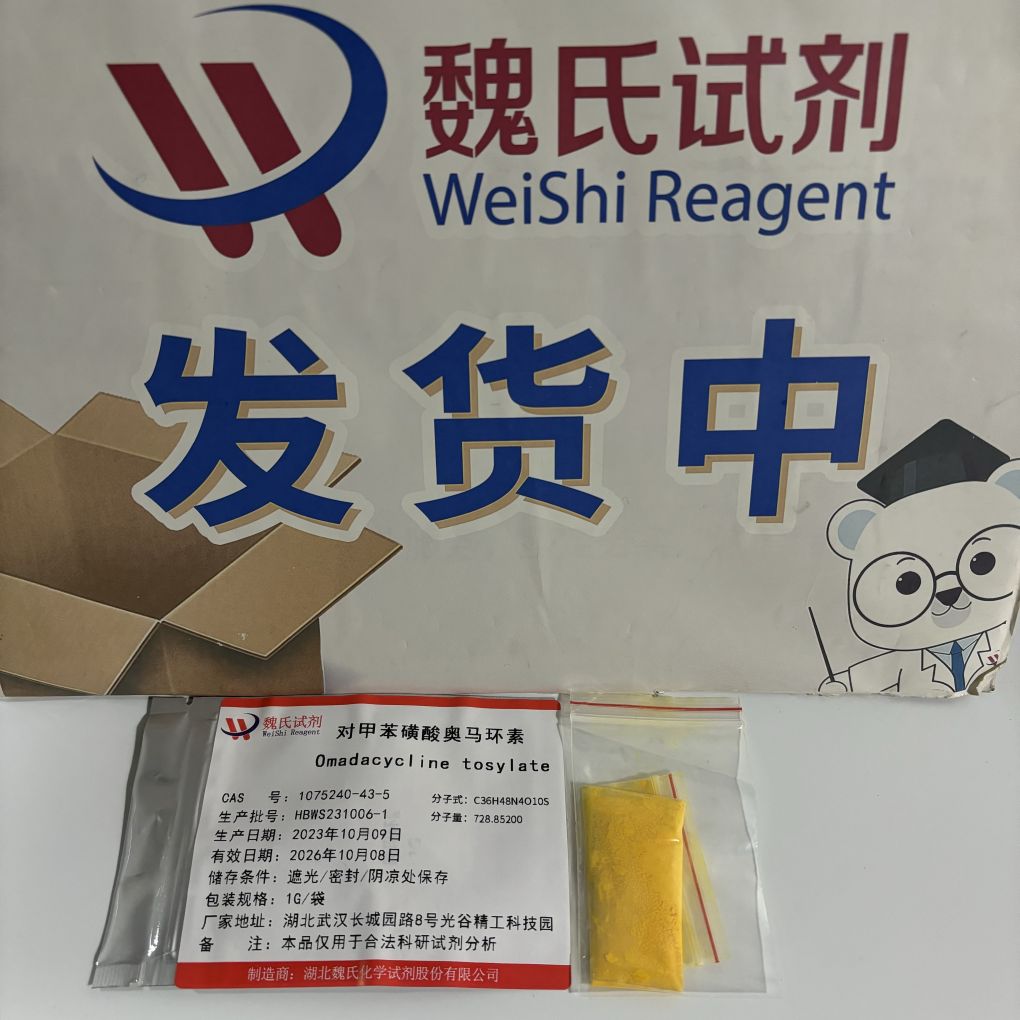 魏氏试剂
WeiShi Reagent
发货中
魏氏试剂
WeiShi Reagent
对甲苯磺酸奥马环素
Omadacycline tosylate
CAS 号：1075240-43-5 分子式：C36H48N4O10S
生产批号：HBWS231006-1 分子量：728.85200
生产日期：2023年10月09日
有效日期：2026年10月08日
储存条件：遮光/密封/阴凉处保存
包装规格：1G/袋
厂家地址：湖北武汉长城园路8号光谷精工科技园
备 注：本品仅用于合法科研试剂分析
制造商：湖北魏氏化学试剂股份有限公司